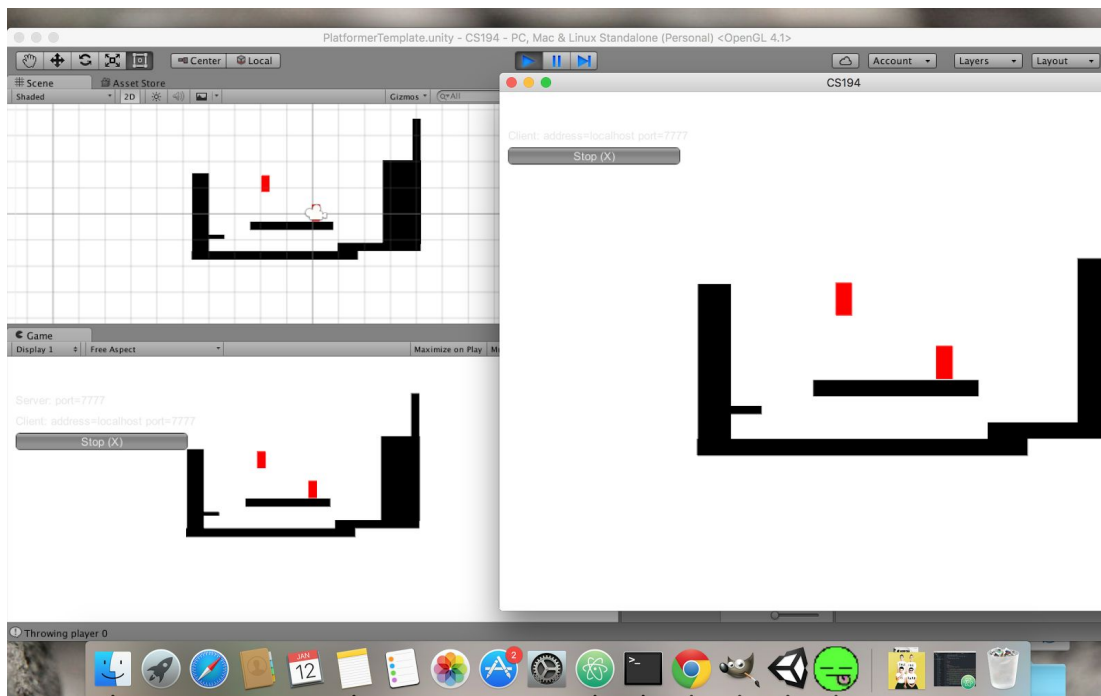 PlatformerTemplate.unity - CS194 - PC, Mac & Linux Standalone (Personal) <OpenGL 4.1>
Center
Local
Account
Layers
Layout
Scene
Asset Store
Shaded
2D
Gizmos
All
CS194
Client: address=localhost port=7777
Stop (X)
Game
Display 1
Free Aspect
Maximize on Play
Server: port=7777
Client: address=localhost port=7777
Stop (X)
Throwing player 0
JAN
12
2